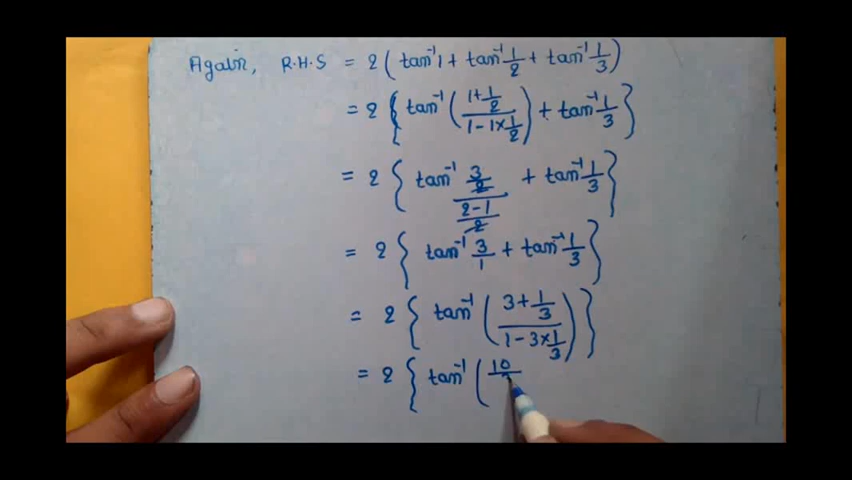 Again, R.H.S = 2 ( tan⁻¹ 1 + tan⁻¹ 1/2 + tan⁻¹ 1/3 )
= 2 { tan⁻¹ ( (1 + 1/2) / (1 - 1 × 1/2) ) + tan⁻¹ 1/3 }
= 2 { tan⁻¹ (3/2) / ((2-1)/2) + tan⁻¹ 1/3 }
= 2 { tan⁻¹ 3/1 + tan⁻¹ 1/3 }
= 2 { tan⁻¹ ( (3 + 1/3) / (1 - 3 × 1/3) ) }
= 2 { tan⁻¹ ( 10